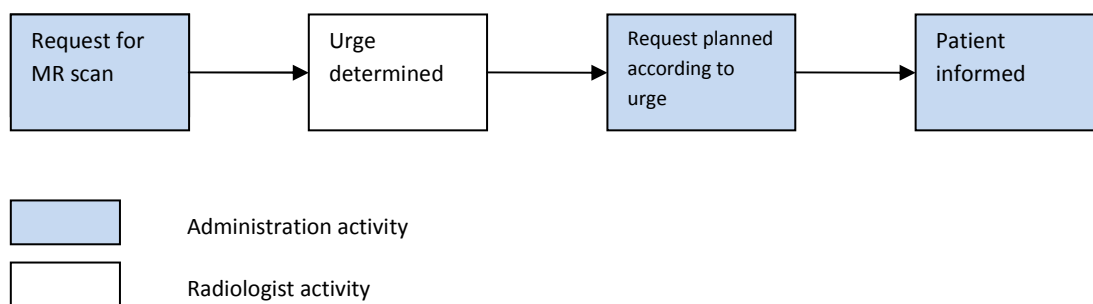 Request for
MR scan
Urge
determined
Request planned
according to
urge
Patient
informed
Administration activity
Radiologist activity